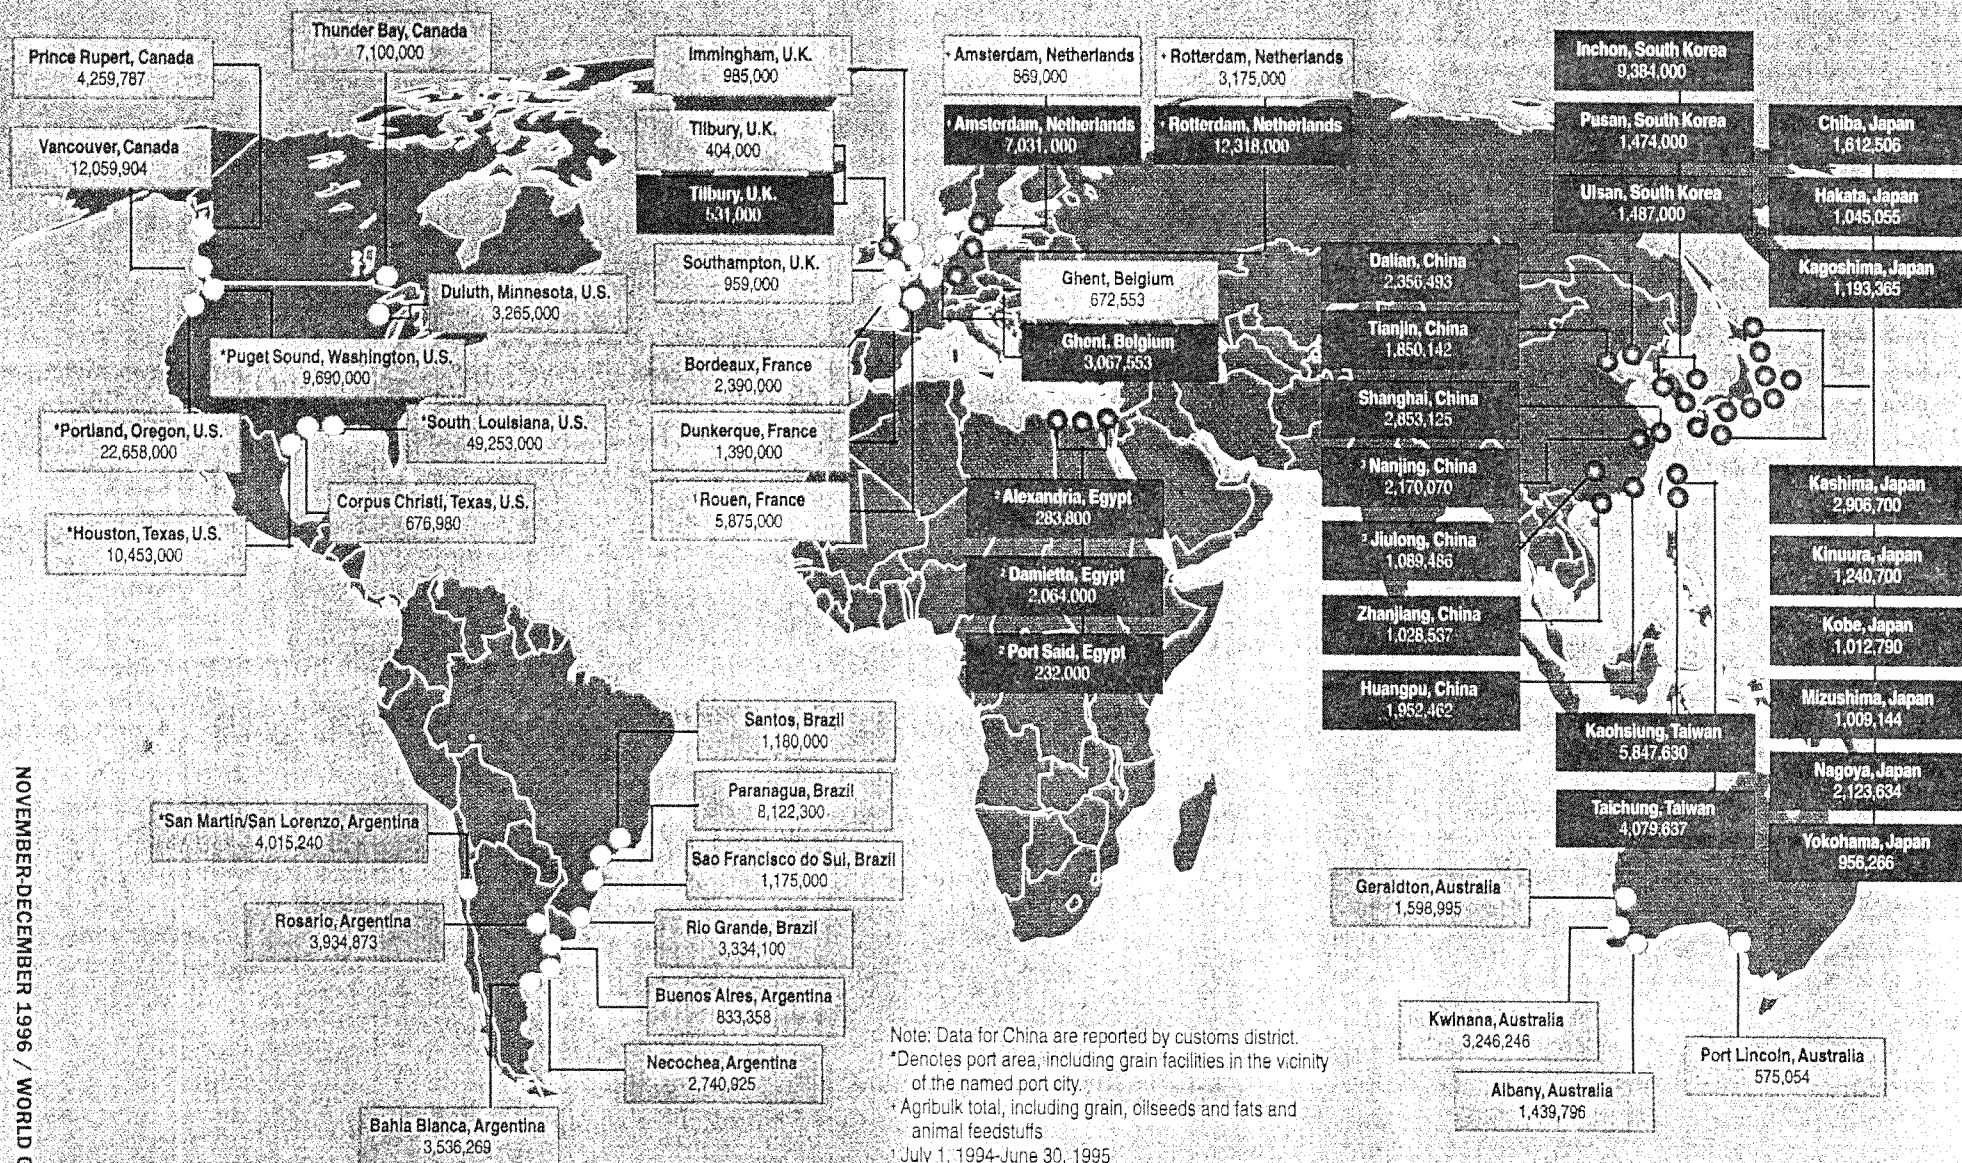 Thunder Bay, Canada
7,100,000
Prince Rupert, Canada
4,259,787
Vancouver, Canada
12,059,904
Duluth, Minnesota, U.S.
3,265,000
*Puget Sound, Washington, U.S.
9,690,000
*Portland, Oregon, U.S.
22,658,000
*South Louisiana, U.S.
49,253,000
Corpus Christi, Texas, U.S.
676,980
*Houston, Texas, U.S.
10,453,000
Immingham, U.K.
985,000
Tilbury, U.K.
404,000
Tilbury, U.K.
531,000
Southampton, U.K.
959,000
Bordeaux, France
2,390,000
Dunkerque, France
1,390,000
¹ Rouen, France
5,875,000
+ Amsterdam, Netherlands
869,000
+ Amsterdam, Netherlands
7,031,000
+ Rotterdam, Netherlands
3,175,000
+ Rotterdam, Netherlands
12,318,000
Ghent, Belgium
672,553
Ghent, Belgium
3,067,553
² Alexandria, Egypt
283,800
² Damietta, Egypt
2,064,000
² Port Said, Egypt
232,000
Inchon, South Korea
9,384,000
Pusan, South Korea
1,474,000
Ulsan, South Korea
1,487,000
Dalian, China
2,356,493
Tianjin, China
1,850,142
Shanghai, China
2,853,125
³ Nanjing, China
2,170,070
³ Jiulong, China
1,089,486
Zhanjiang, China
1,028,537
Huangpu, China
1,952,462
Chiba, Japan
1,612,506
Hakata, Japan
1,045,055
Kagoshima, Japan
1,193,365
Kashima, Japan
2,906,700
Kinuura, Japan
1,240,700
Kobe, Japan
1,012,790
Mizushima, Japan
1,009,144
Nagoya, Japan
2,123,634
Yokohama, Japan
956,266
Kaohsiung, Taiwan
5,847,630
Taichung, Taiwan
4,079,637
Santos, Brazil
1,180,000
Paranagua, Brazil
8,122,300
Sao Francisco do Sul, Brazil
1,175,000
Rio Grande, Brazil
3,334,100
*San Martin/San Lorenzo, Argentina
4,015,240
Rosario, Argentina
3,934,873
Buenos Aires, Argentina
833,358
Necochea, Argentina
2,740,925
Bahia Blanca, Argentina
3,536,269
Geraldton, Australia
1,598,995
Kwinana, Australia
3,246,246
Albany, Australia
1,439,796
Port Lincoln, Australia
575,054
Note: Data for China are reported by customs district.
*Denotes port area, including grain facilities in the vicinity
of the named port city.
+ Agribulk total, including grain, oilseeds and fats and
animal feedstuffs
¹ July 1, 1994-June 30, 1995
NOVEMBER-DECEMBER 1996 / WORLD